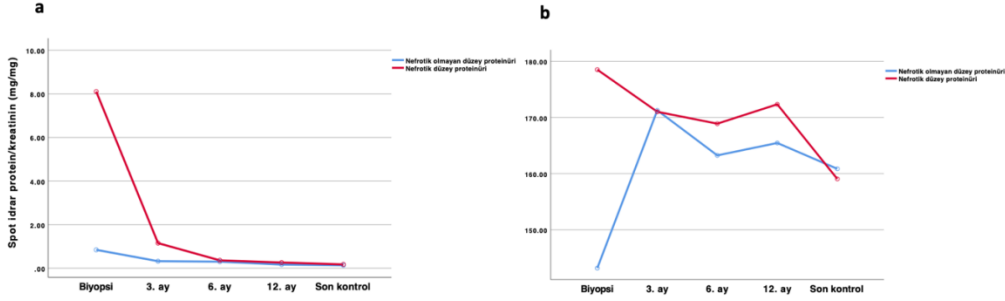 a
Spot idrar protein/kreatinin (mg/mg)
10.00
8.00
6.00
4.00
2.00
.00
Biyopsi
3. ay
6. ay
12. ay
Son kontrol
Nefrotik olmayan düzey proteinüri
Nefrotik düzey proteinüri
b
180.00
170.00
160.00
150.00
Biyopsi
3. ay
6. ay
12. ay
Son kontrol
Nefrotik olmayan düzey proteinüri
Nefrotik düzey proteinüri